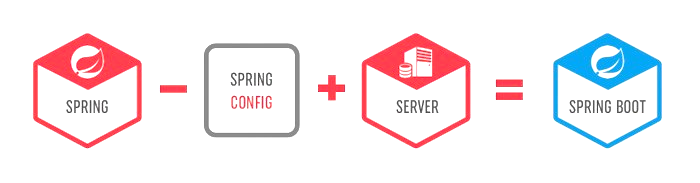 SPRING
SPRING
CONFIG
SERVER
SPRING BOOT